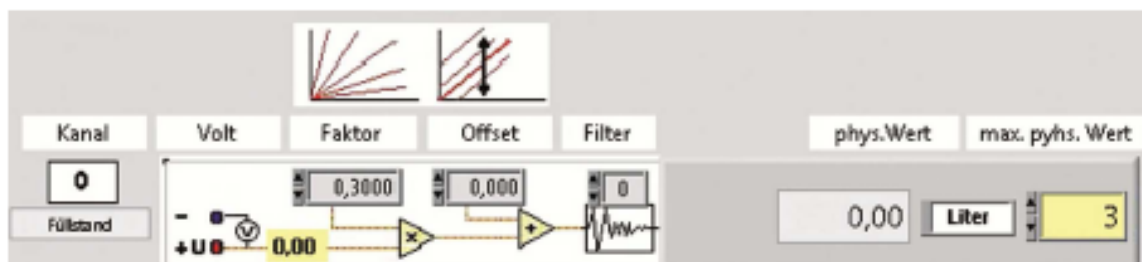 Kanal Volt Faktor Offset Filter phys.Wert max. pyhs. Wert
0 0,3000 0,000 0
Füllstand - V 0,00 Liter 3
+U 0,00 x +